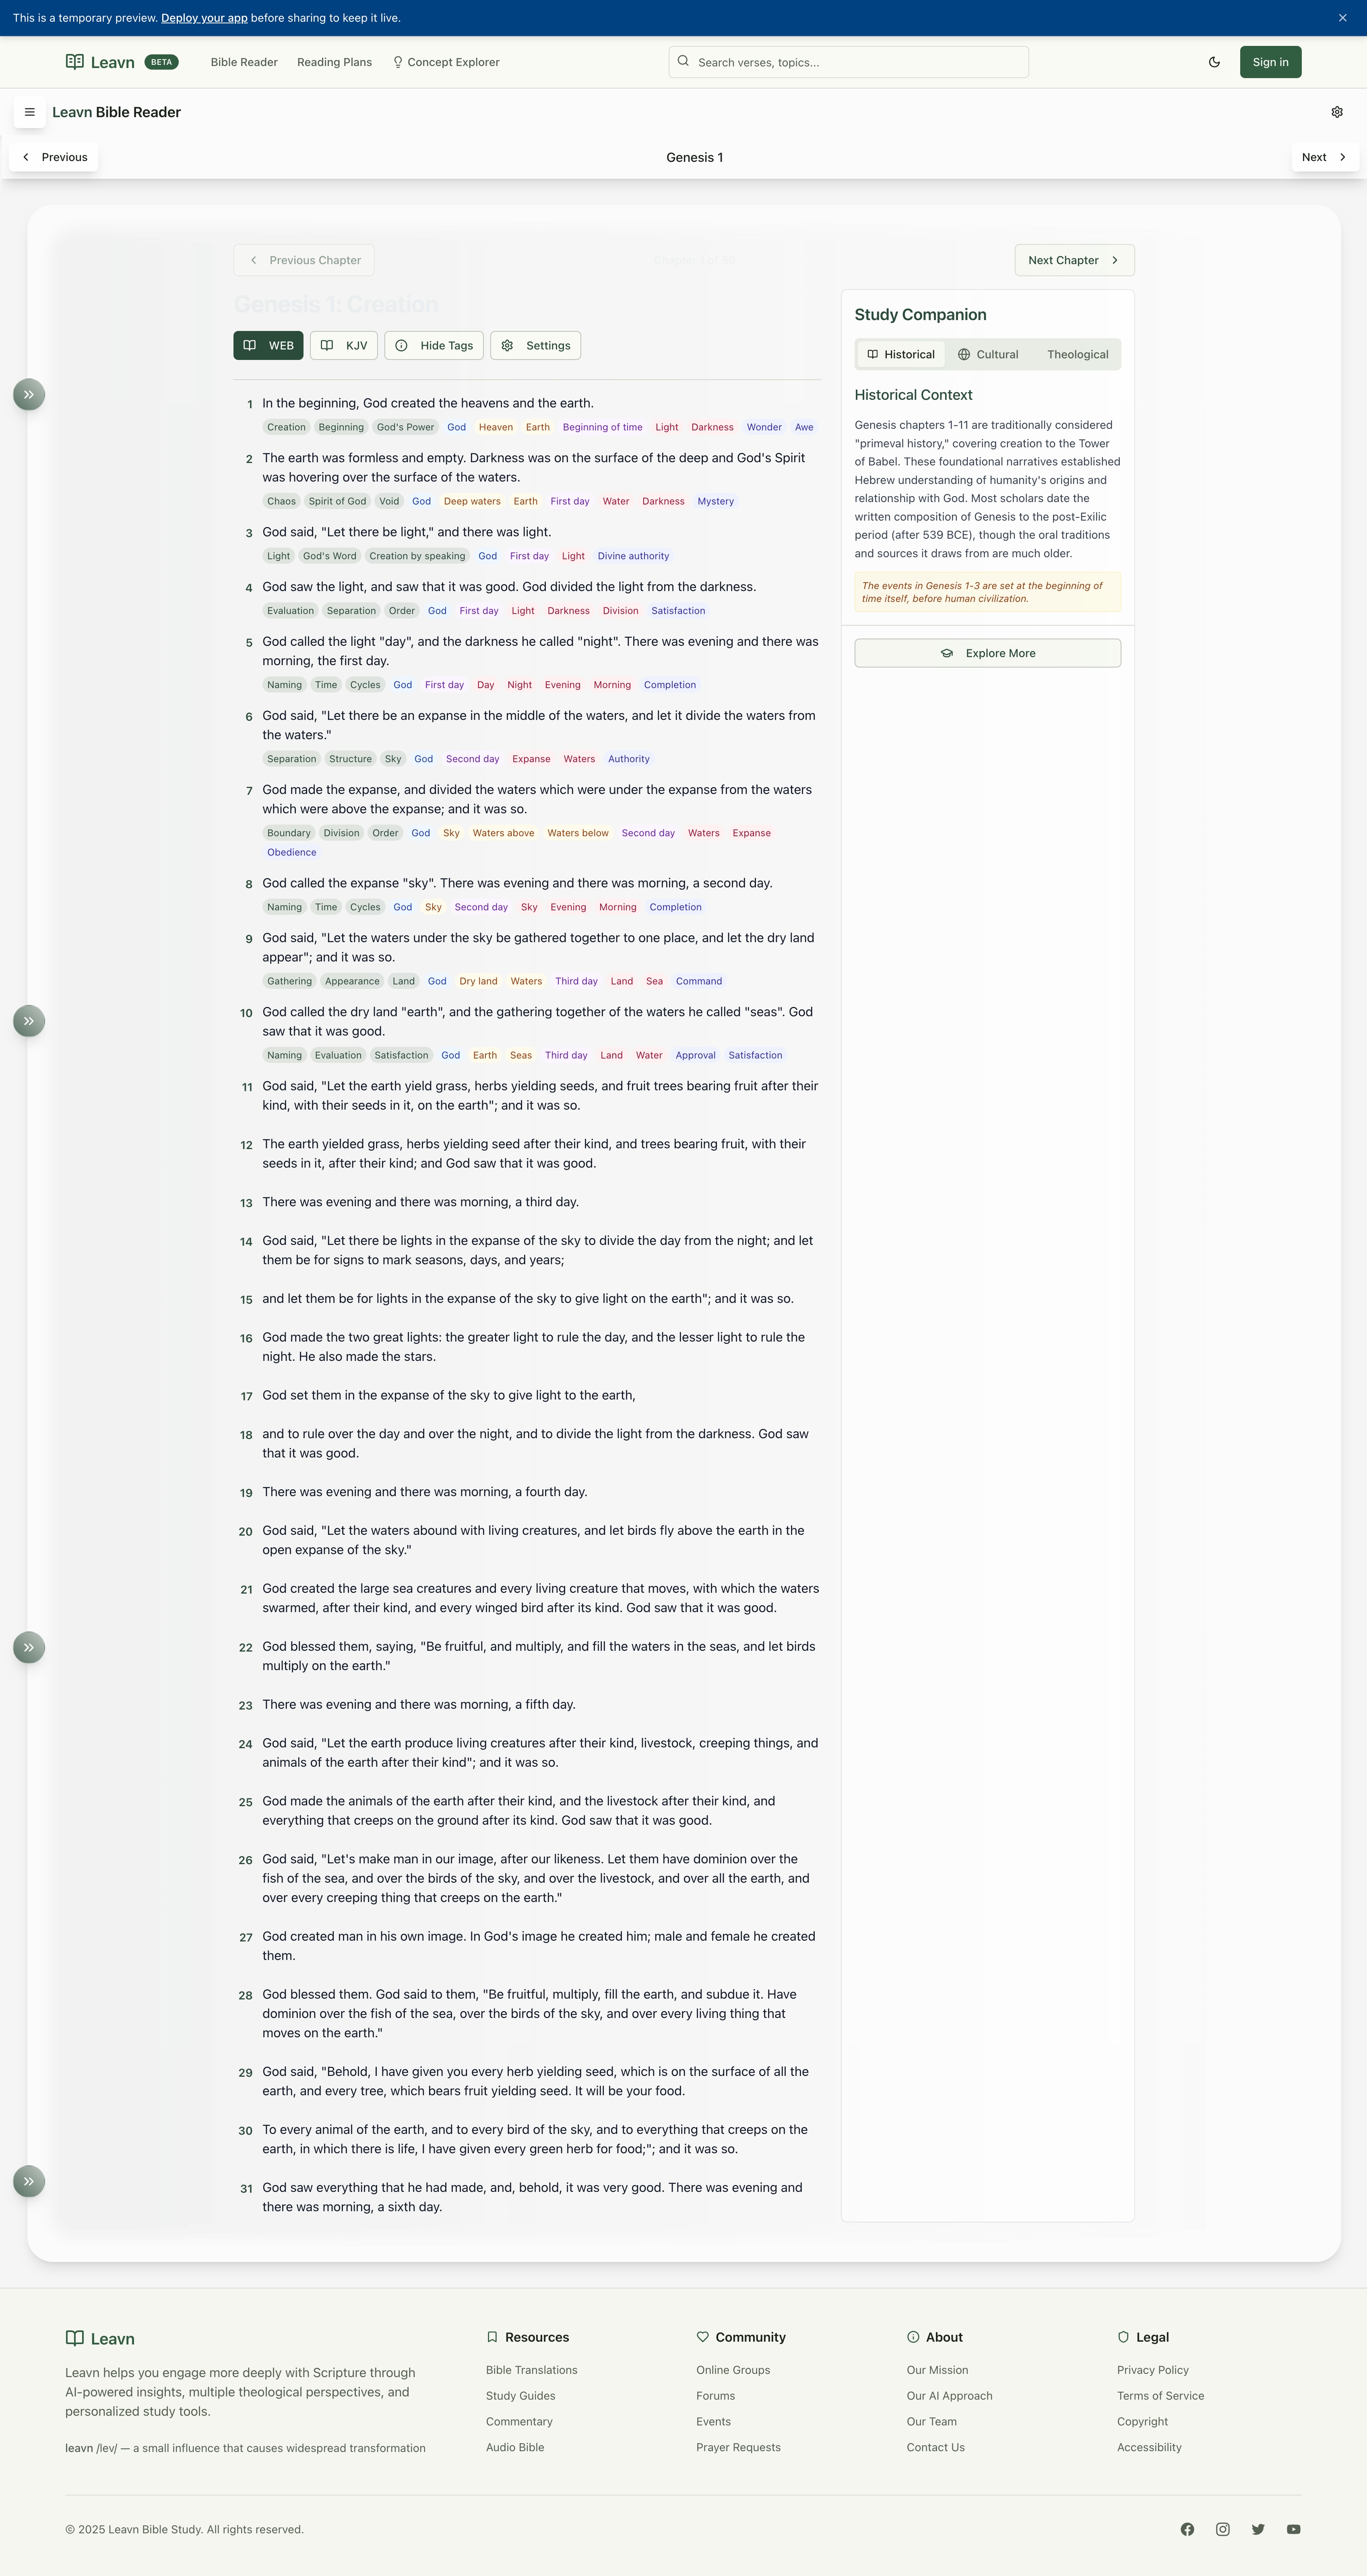 This is a temporary preview. Deploy your app before sharing to keep it live.
Leavn BETA Bible Reader Reading Plans Concept Explorer Search verses, topics... Sign in
Leavn Bible Reader
Previous Genesis 1 Next
Previous Chapter Chapter 1 of 50 Next Chapter
Genesis 1: Creation
WEB KJV Hide Tags Settings
1 In the beginning, God created the heavens and the earth.
Creation Beginning God's Power God Heaven Earth Beginning of time Light Darkness Wonder Awe
2 The earth was formless and empty. Darkness was on the surface of the deep and God's Spirit
was hovering over the surface of the waters.
Chaos Spirit of God Void God Deep waters Earth First day Water Darkness Mystery
3 God said, "Let there be light," and there was light.
Light God's Word Creation by speaking God First day Light Divine authority
4 God saw the light, and saw that it was good. God divided the light from the darkness.
Evaluation Separation Order God First day Light Darkness Division Satisfaction
5 God called the light "day", and the darkness he called "night". There was evening and there was
morning, the first day.
Naming Time Cycles God First day Day Night Evening Morning Completion
6 God said, "Let there be an expanse in the middle of the waters, and let it divide the waters from
the waters."
Separation Structure Sky God Second day Expanse Waters Authority
7 God made the expanse, and divided the waters which were under the expanse from the waters
which were above the expanse; and it was so.
Boundary Division Order God Sky Waters above Waters below Second day Waters Expanse
Obedience
8 God called the expanse "sky". There was evening and there was morning, a second day.
Naming Time Cycles God Sky Second day Sky Evening Morning Completion
9 God said, "Let the waters under the sky be gathered together to one place, and let the dry land
appear"; and it was so.
Gathering Appearance Land God Dry land Waters Third day Land Sea Command
10 God called the dry land "earth", and the gathering together of the waters he called "seas". God
saw that it was good.
Naming Evaluation Satisfaction God Earth Seas Third day Land Water Approval Satisfaction
11 God said, "Let the earth yield grass, herbs yielding seeds, and fruit trees bearing fruit after their
kind, with their seeds in it, on the earth"; and it was so.
12 The earth yielded grass, herbs yielding seed after their kind, and trees bearing fruit, with their
seeds in it, after their kind; and God saw that it was good.
13 There was evening and there was morning, a third day.
14 God said, "Let there be lights in the expanse of the sky to divide the day from the night; and let
them be for signs to mark seasons, days, and years;
15 and let them be for lights in the expanse of the sky to give light on the earth"; and it was so.
16 God made the two great lights: the greater light to rule the day, and the lesser light to rule the
night. He also made the stars.
17 God set them in the expanse of the sky to give light to the earth,
18 and to rule over the day and over the night, and to divide the light from the darkness. God saw
that it was good.
19 There was evening and there was morning, a fourth day.
20 God said, "Let the waters abound with living creatures, and let birds fly above the earth in the
open expanse of the sky."
21 God created the large sea creatures and every living creature that moves, with which the waters
swarmed, after their kind, and every winged bird after its kind. God saw that it was good.
22 God blessed them, saying, "Be fruitful, and multiply, and fill the waters in the seas, and let birds
multiply on the earth."
23 There was evening and there was morning, a fifth day.
24 God said, "Let the earth produce living creatures after their kind, livestock, creeping things, and
animals of the earth after their kind"; and it was so.
25 God made the animals of the earth after their kind, and the livestock after their kind, and
everything that creeps on the ground after its kind. God saw that it was good.
26 God said, "Let's make man in our image, after our likeness. Let them have dominion over the
fish of the sea, and over the birds of the sky, and over the livestock, and over all the earth, and
over every creeping thing that creeps on the earth."
27 God created man in his own image. In God's image he created him; male and female he created
them.
28 God blessed them. God said to them, "Be fruitful, multiply, fill the earth, and subdue it. Have
dominion over the fish of the sea, over the birds of the sky, and over every living thing that
moves on the earth."
29 God said, "Behold, I have given you every herb yielding seed, which is on the surface of all the
earth, and every tree, which bears fruit yielding seed. It will be your food.
30 To every animal of the earth, and to every bird of the sky, and to everything that creeps on the
earth, in which there is life, I have given every green herb for food;"; and it was so.
31 God saw everything that he had made, and, behold, it was very good. There was evening and
there was morning, a sixth day.
Study Companion
Historical Cultural Theological
Historical Context
Genesis chapters 1-11 are traditionally considered
"primeval history," covering creation to the Tower
of Babel. These foundational narratives established
Hebrew understanding of humanity's origins and
relationship with God. Most scholars date the
written composition of Genesis to the post-Exilic
period (after 539 BCE), though the oral traditions
and sources it draws from are much older.
The events in Genesis 1-3 are set at the beginning of
time itself, before human civilization.
Explore More
Leavn
Leavn helps you engage more deeply with Scripture through
AI-powered insights, multiple theological perspectives, and
personalized study tools.
leavn /lev/ — a small influence that causes widespread transformation
Resources
Bible Translations
Study Guides
Commentary
Audio Bible
Community
Online Groups
Forums
Events
Prayer Requests
About
Our Mission
Our AI Approach
Our Team
Contact Us
Legal
Privacy Policy
Terms of Service
Copyright
Accessibility
© 2025 Leavn Bible Study. All rights reserved.